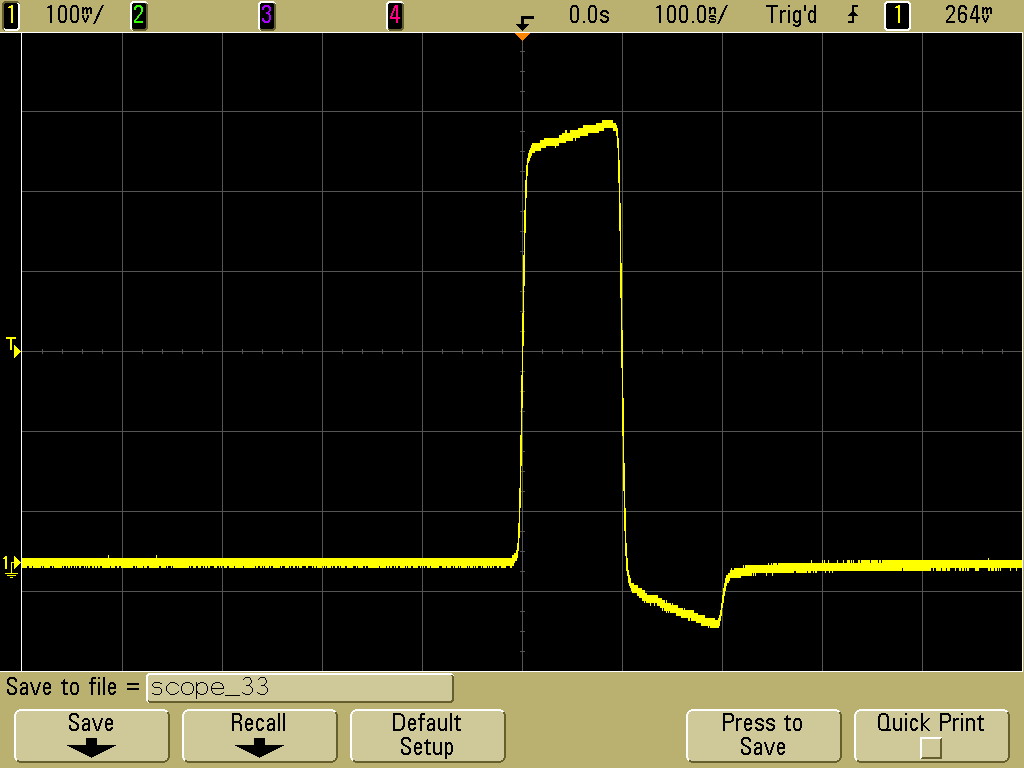 1 100mV/ 2 3 4 0.0s 100.0s/ Trig'd 1 264mV
T
1
Save to file = scope_33
Save Recall Default Setup Press to Save Quick Print